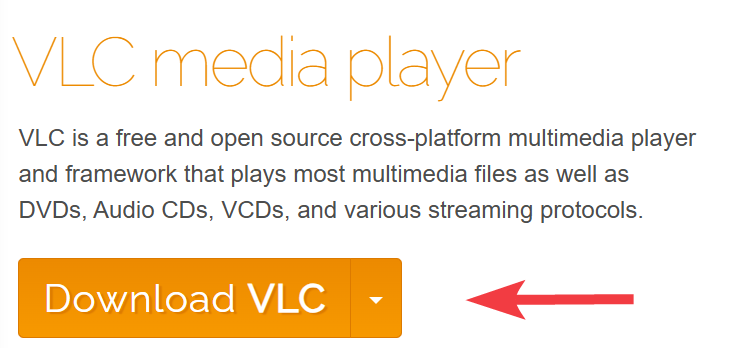 VLC media player
VLC is a free and open source cross-platform multimedia player
and framework that plays most multimedia files as well as
DVDs, Audio CDs, VCDs, and various streaming protocols.
Download VLC